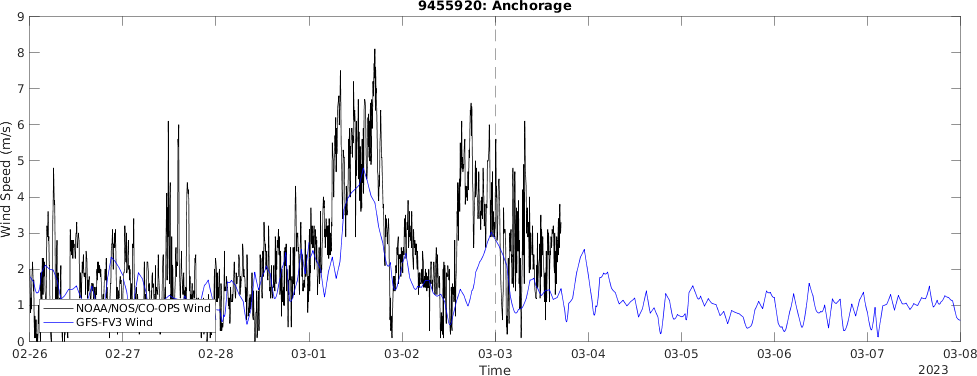 9455920: Anchorage
9
8
7
6
5
4
3
2
1
0
Wind Speed (m/s)
NOAA/NOS/CO-OPS Wind
GFS-FV3 Wind
02-26 02-27 02-28 03-01 03-02 03-03 03-04 03-05 03-06 03-07 03-08
Time
2023